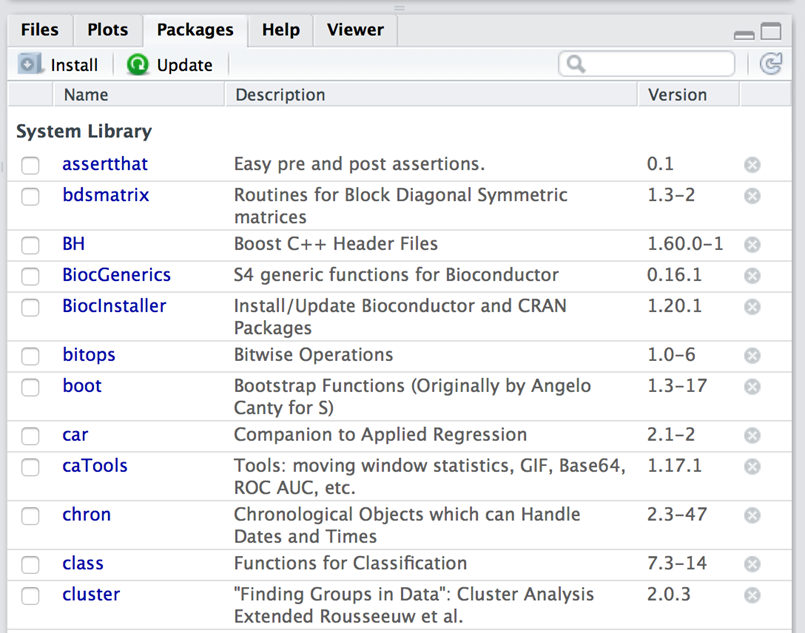 Files Plots Packages Help Viewer
Install Update
Name Description Version
System Library
assertthat Easy pre and post assertions. 0.1
bdsmatrix Routines for Block Diagonal Symmetric 1.3-2
matrices
BH Boost C++ Header Files 1.60.0-1
BiocGenerics S4 generic functions for Bioconductor 0.16.1
BiocInstaller Install/Update Bioconductor and CRAN 1.20.1
Packages
bitops Bitwise Operations 1.0-6
boot Bootstrap Functions (Originally by Angelo 1.3-17
Canty for S)
car Companion to Applied Regression 2.1-2
caTools Tools: moving window statistics, GIF, Base64, 1.17.1
ROC AUC, etc.
chron Chronological Objects which can Handle 2.3-47
Dates and Times
class Functions for Classification 7.3-14
cluster "Finding Groups in Data": Cluster Analysis 2.0.3
Extended Rousseeuw et al.